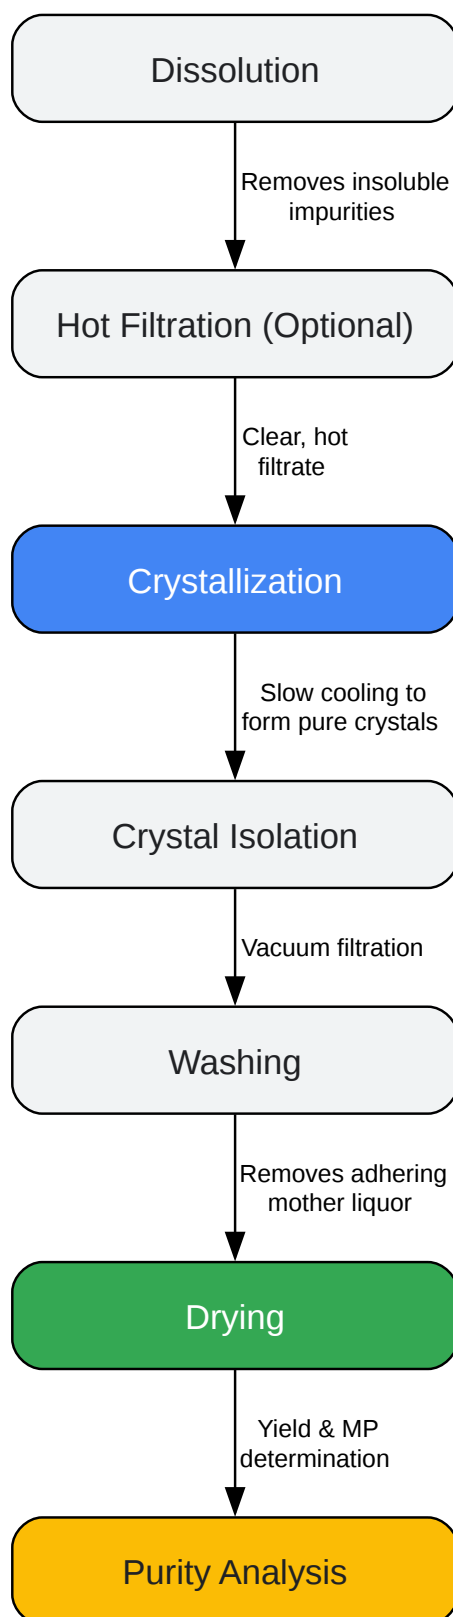 Dissolution
Removes insoluble
impurities
Hot Filtration (Optional)
Clear, hot
filtrate
Crystallization
Slow cooling to
form pure crystals
Crystal Isolation
Vacuum filtration
Washing
Removes adhering
mother liquor
Drying
Yield & MP
determination
Purity Analysis